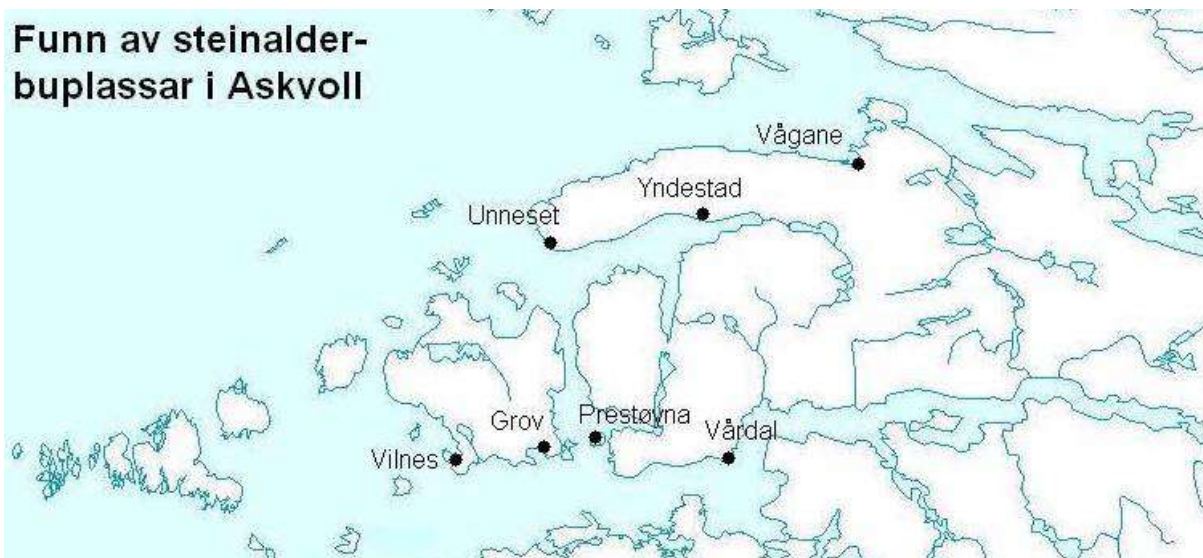 Funn av steinalder-
buplassar i Askvoll
Vågane
Yndestad
Unneset
Grov
Prestøyna
Vårdal
Vilnes